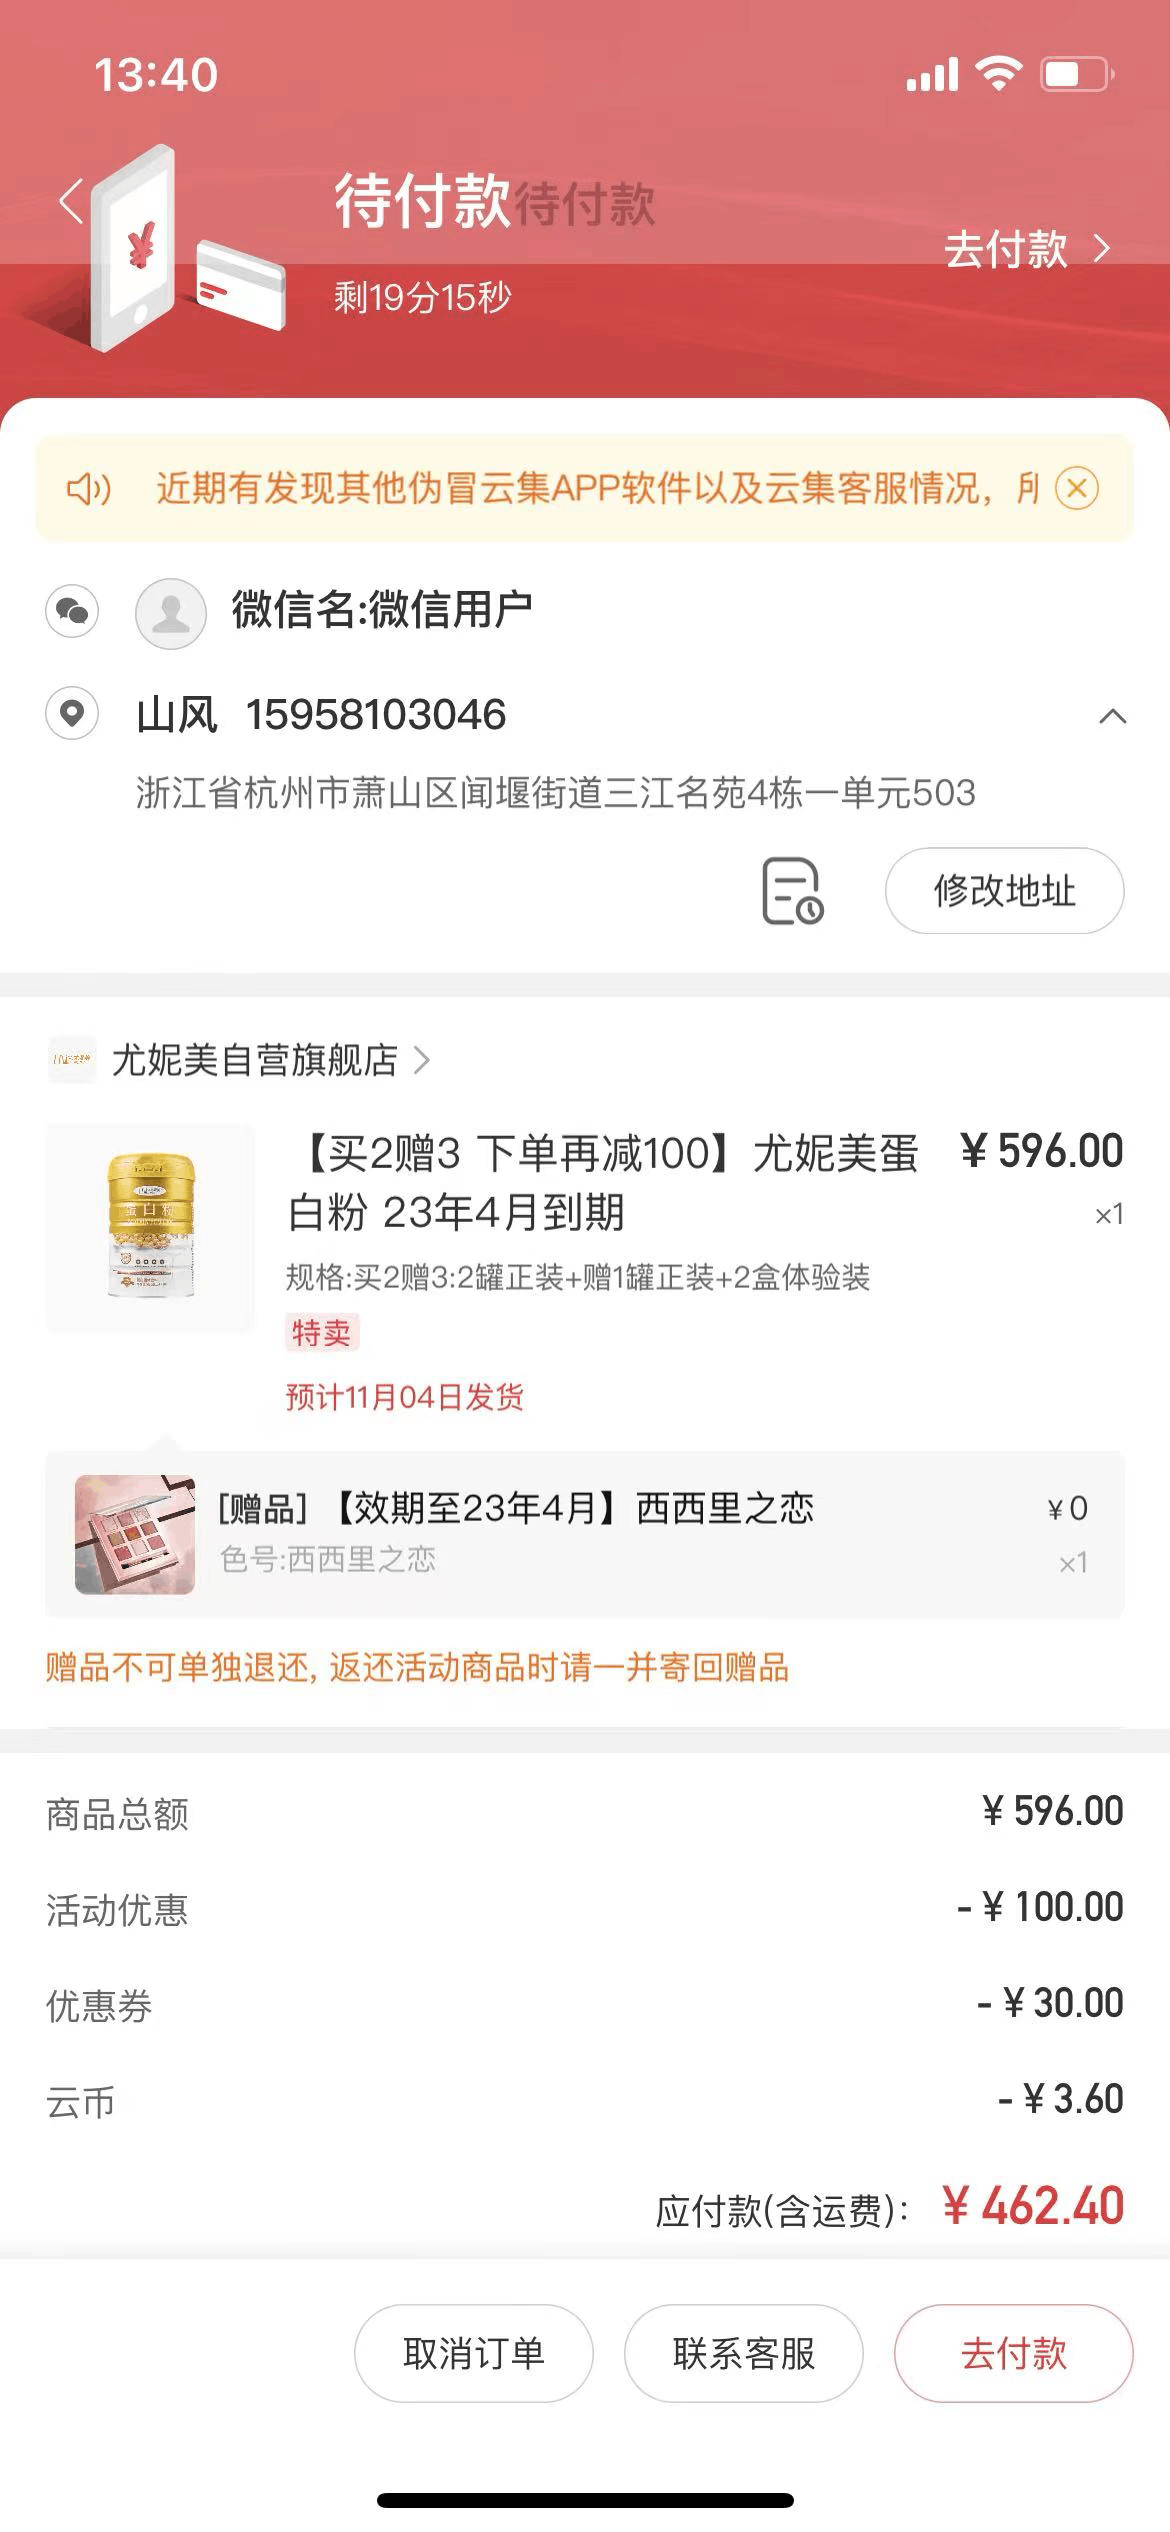 13:40
待付款待付款
去付款
剩19分15秒
近期有发现其他伪冒云集APP软件以及云集客服情况，所
微信名:微信用户
山风 15958103046
浙江省杭州市萧山区闻堰街道三江名苑4栋一单元503
修改地址
尤妮美自营旗舰店
【买2赠3 下单再减100】尤妮美蛋 ¥596.00
白粉 23年4月到期
×1
规格:买2赠3:2罐正装+赠1罐正装+2盒体验装
特卖
预计11月04日发货
蛋白粉
[赠品]【效期至23年4月】西西里之恋 ¥0
色号:西西里之恋 ×1
赠品不可单独退还, 返还活动商品时请一并寄回赠品
商品总额 ¥596.00
活动优惠 -¥100.00
优惠券 -¥30.00
云币 -¥3.60
应付款(含运费): ¥462.40
取消订单 联系客服 去付款